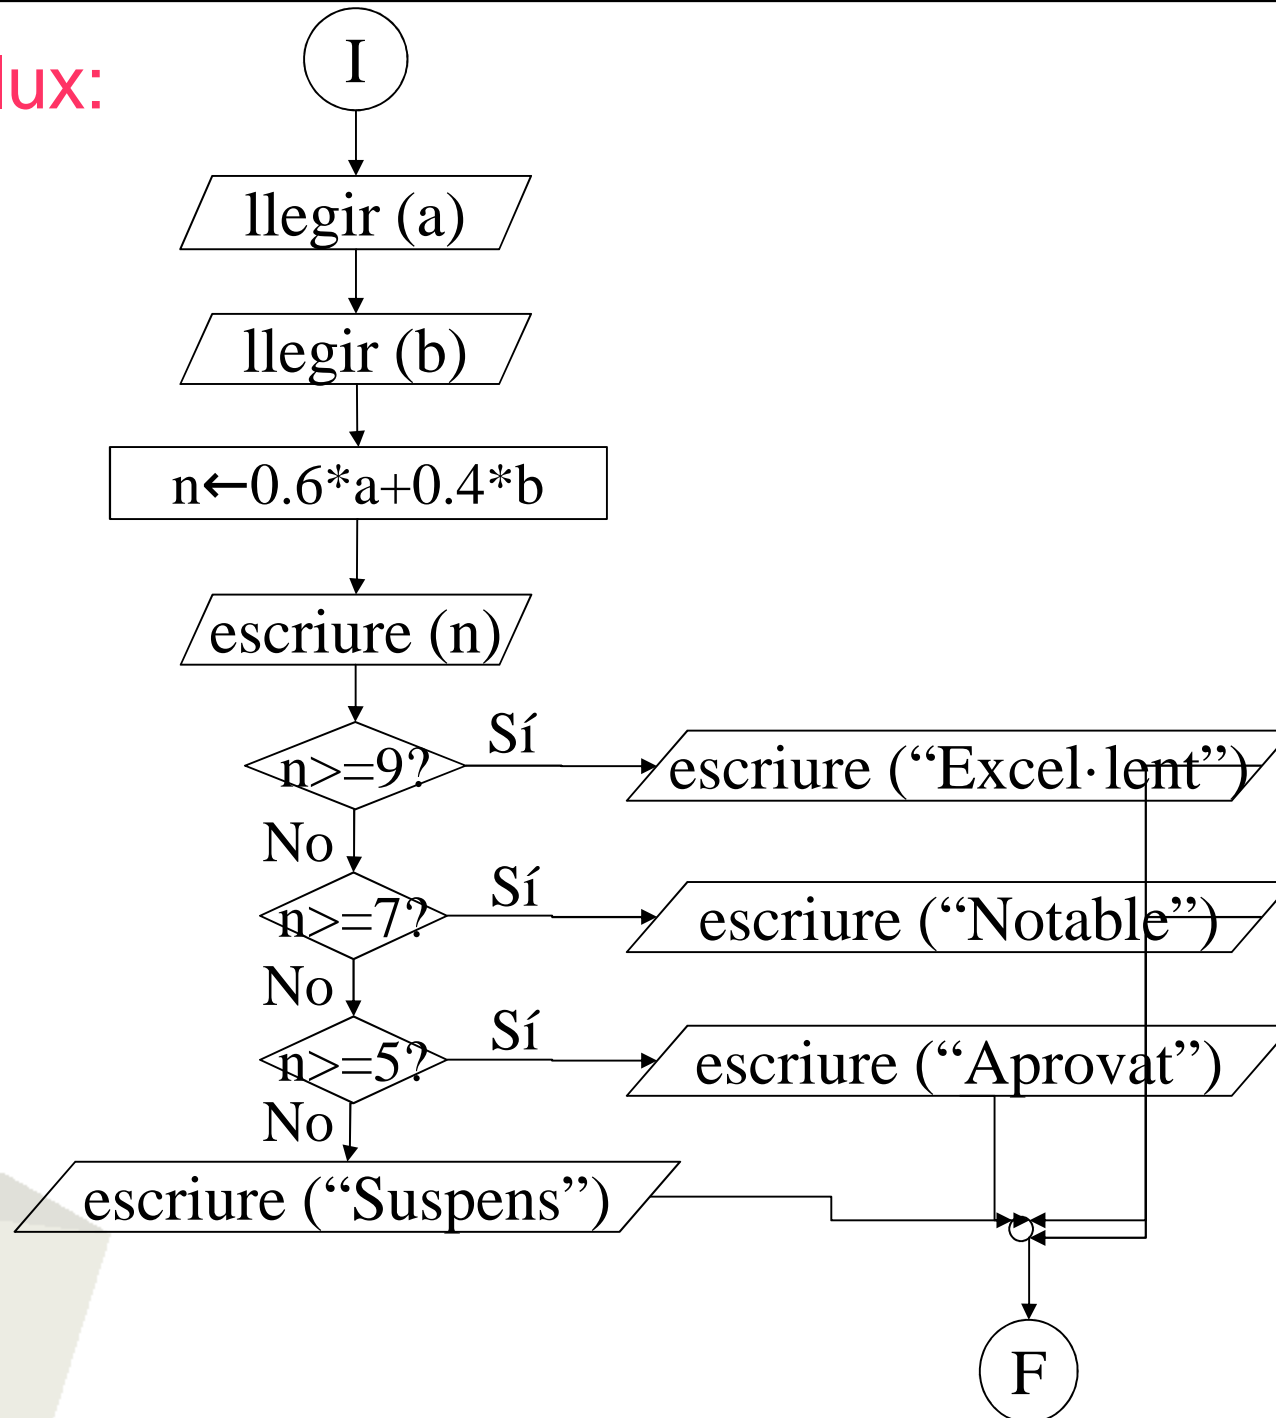 lux:
I
llegir (a)
llegir (b)
n←0.6*a+0.4*b
escriure (n)
n>=9?
Sí
escriure (“Excel·lent”)
No
n>=7?
Sí
escriure (“Notable”)
No
n>=5?
Sí
escriure (“Aprovat”)
No
escriure (“Suspens”)
F